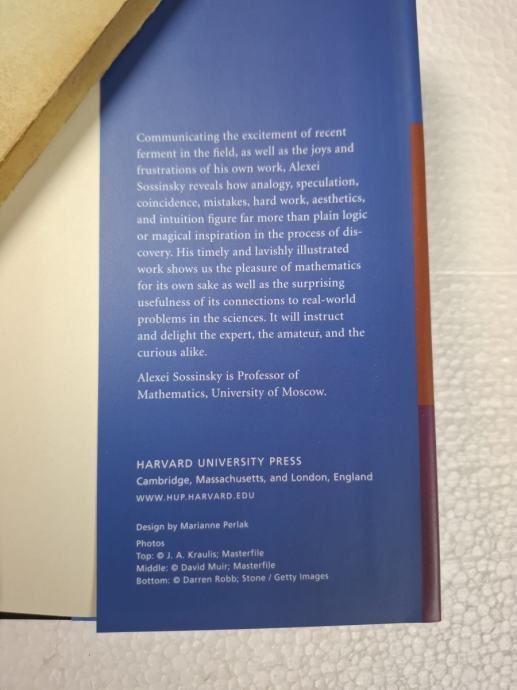 Communicating the excitement of recent
ferment in the field, as well as the joys and
frustrations of his own work, Alexei
Sossinsky reveals how analogy, speculation,
coincidence, mistakes, hard work, aesthetics,
and intuition figure far more than plain logic
or magical inspiration in the process of dis-
covery. His timely and lavishly illustrated
work shows us the pleasure of mathematics
for its own sake as well as the surprising
usefulness of its connections to real-world
problems in the sciences. It will instruct
and delight the expert, the amateur, and the
curious alike.
Alexei Sossinsky is Professor of
Mathematics, University of Moscow.
HARVARD UNIVERSITY PRESS
Cambridge, Massachusetts, and London, England
WWW.HUP.HARVARD.EDU
Design by Marianne Perlak
Photos
Top: © J. A. Kraulis; Masterfile
Middle: © David Muir; Masterfile
Bottom: © Darren Robb; Stone / Getty Images